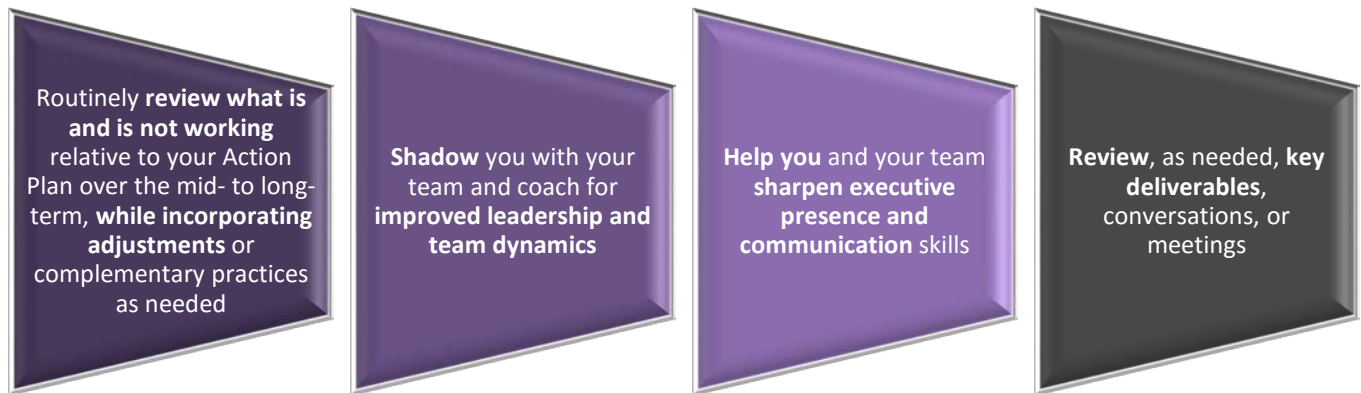 Routinely review what is
and is not working
relative to your Action
Plan over the mid- to long-
term, while incorporating
adjustments or
complementary practices
as needed
Shadow you with your
team and coach for
improved leadership and
team dynamics
Help you and your team
sharpen executive
presence and
communication skills
Review, as needed, key
deliverables,
conversations, or
meetings